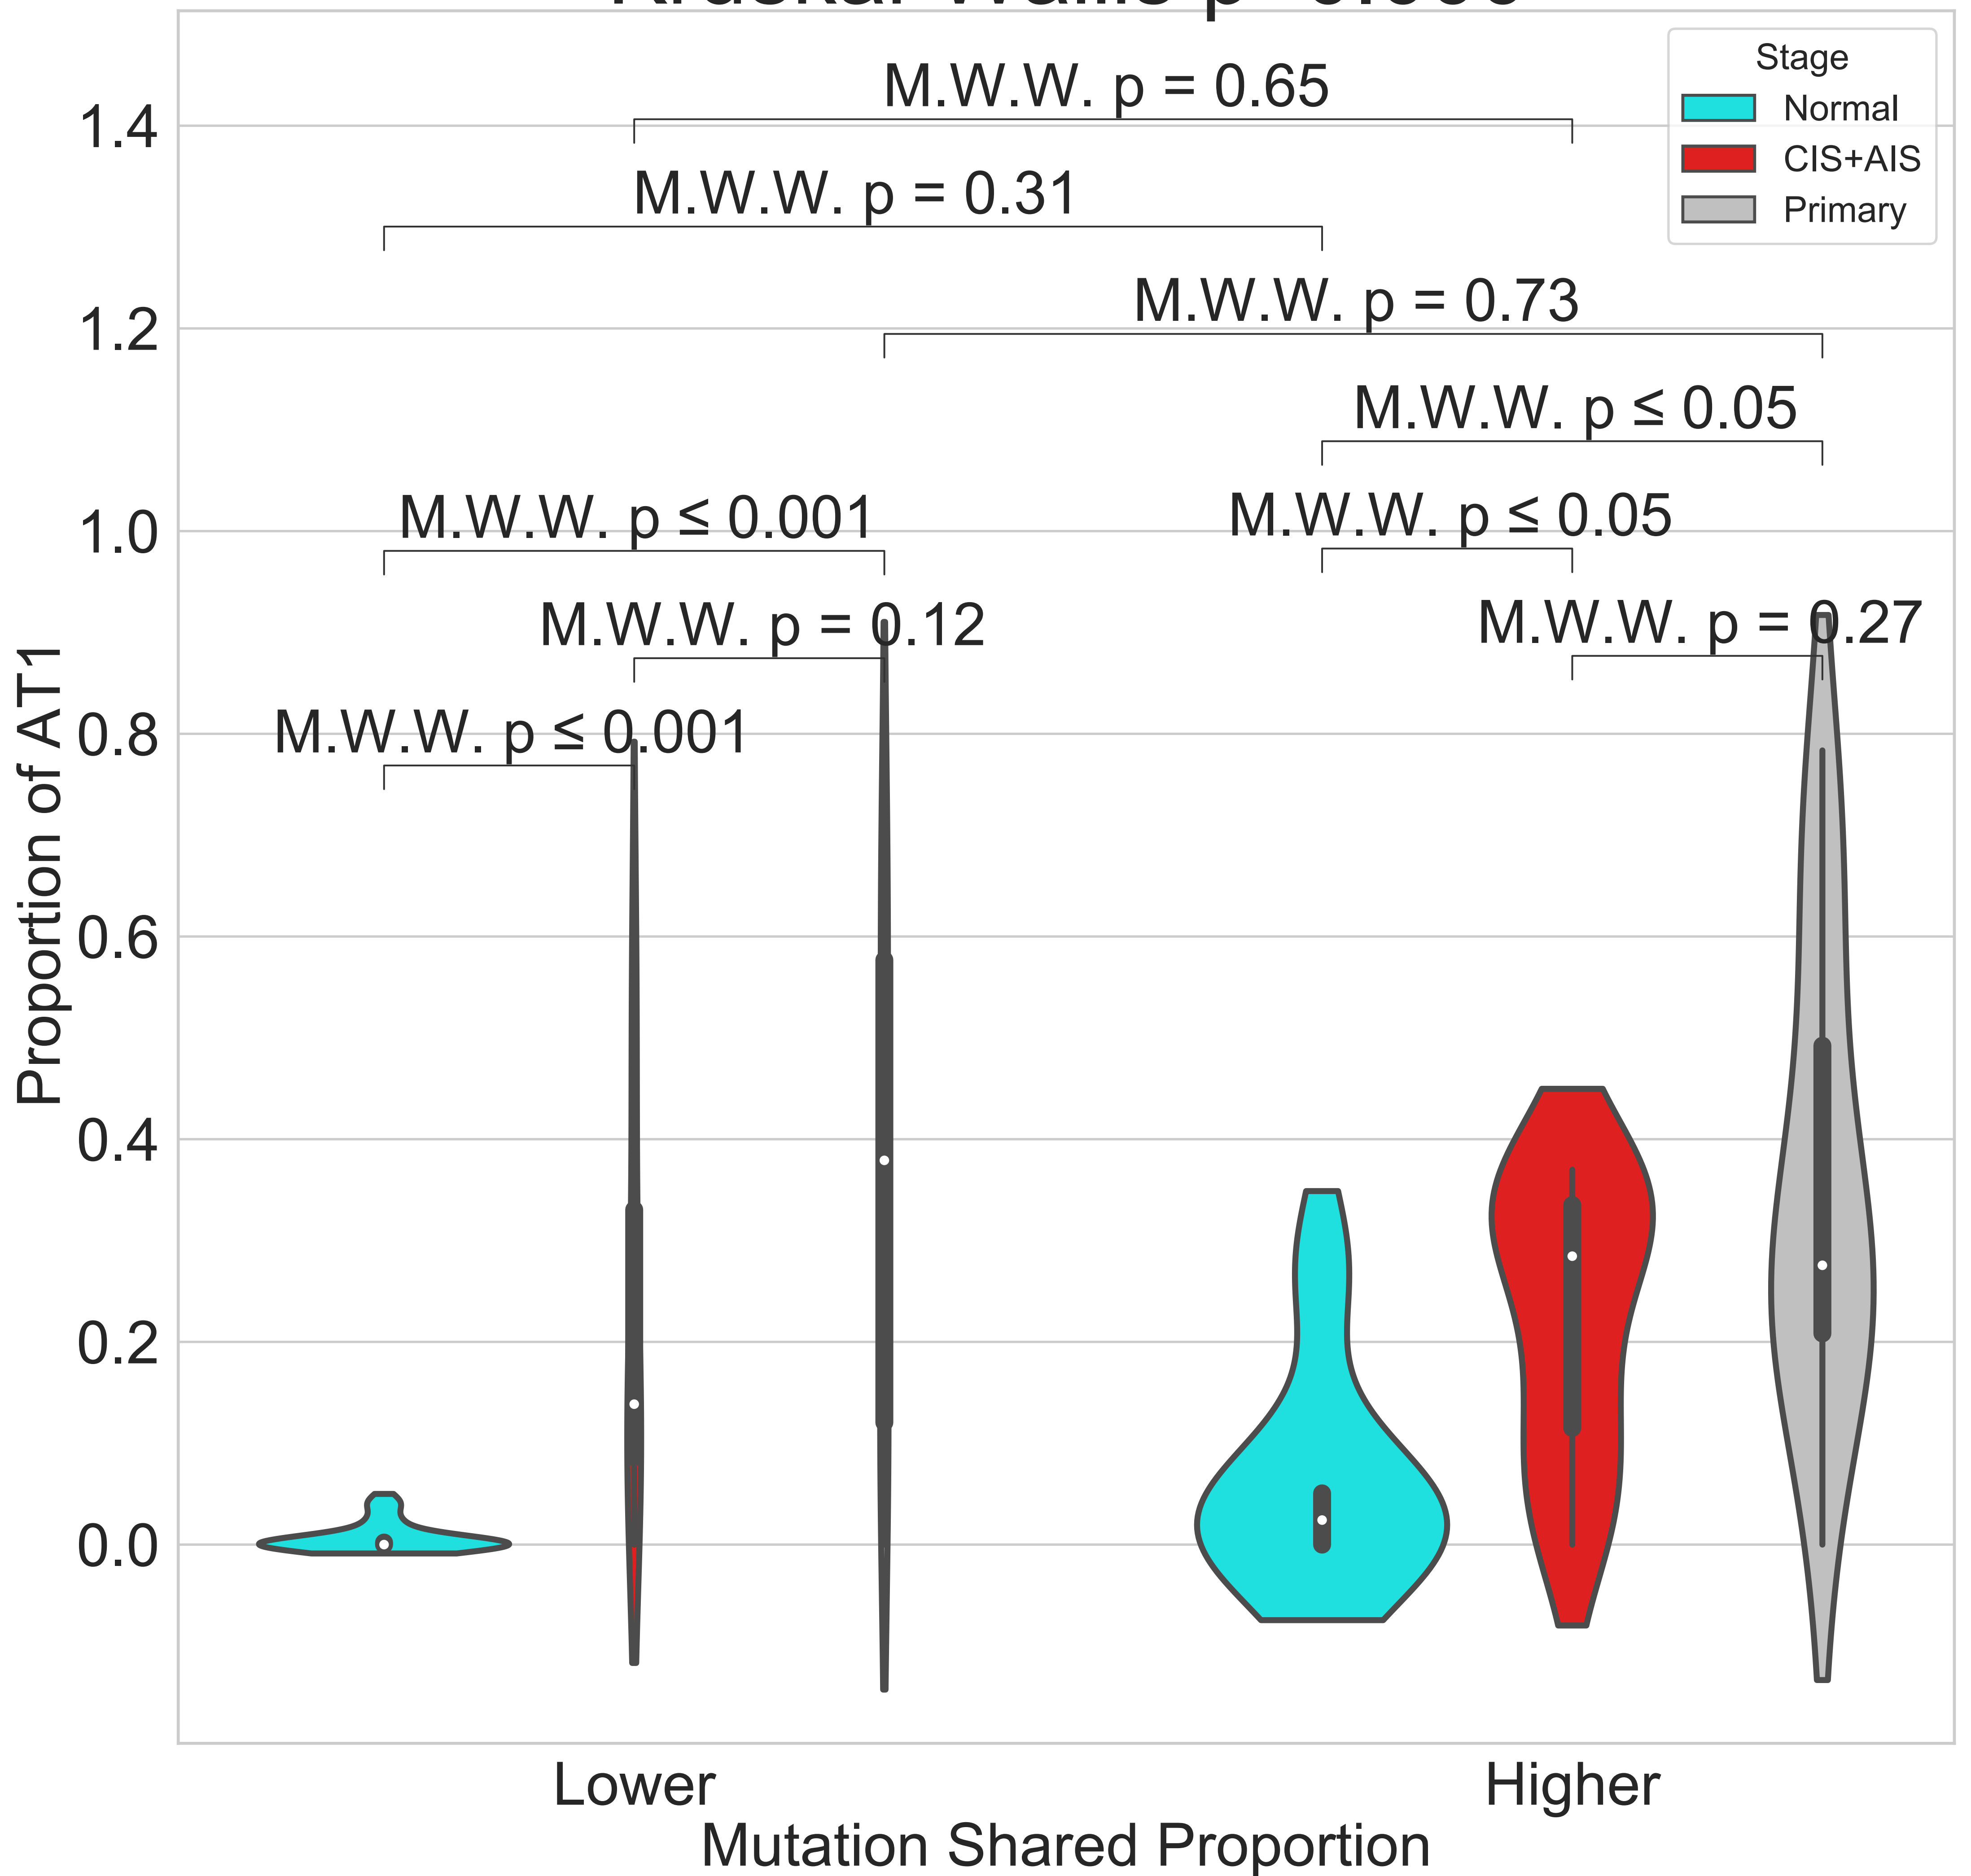 Stage
Normal
CIS+AIS
Primary
M.W.W. p = 0.65
M.W.W. p = 0.31
M.W.W. p = 0.73
M.W.W. p ≤ 0.05
M.W.W. p ≤ 0.001
M.W.W. p ≤ 0.05
M.W.W. p = 0.12
M.W.W. p = 0.27
M.W.W. p ≤ 0.001
1.4
1.2
1.0
0.8
0.6
0.4
0.2
0.0
Proportion of AT1
Lower
Higher
Mutation Shared Proportion